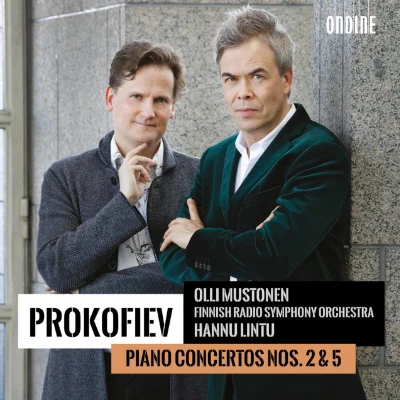 ONDINE
PROKOFIEV
OLLI MUSTONEN
FINNISH RADIO SYMPHONY ORCHESTRA
HANNU LINTU
PIANO CONCERTOS NOS. 2 & 5